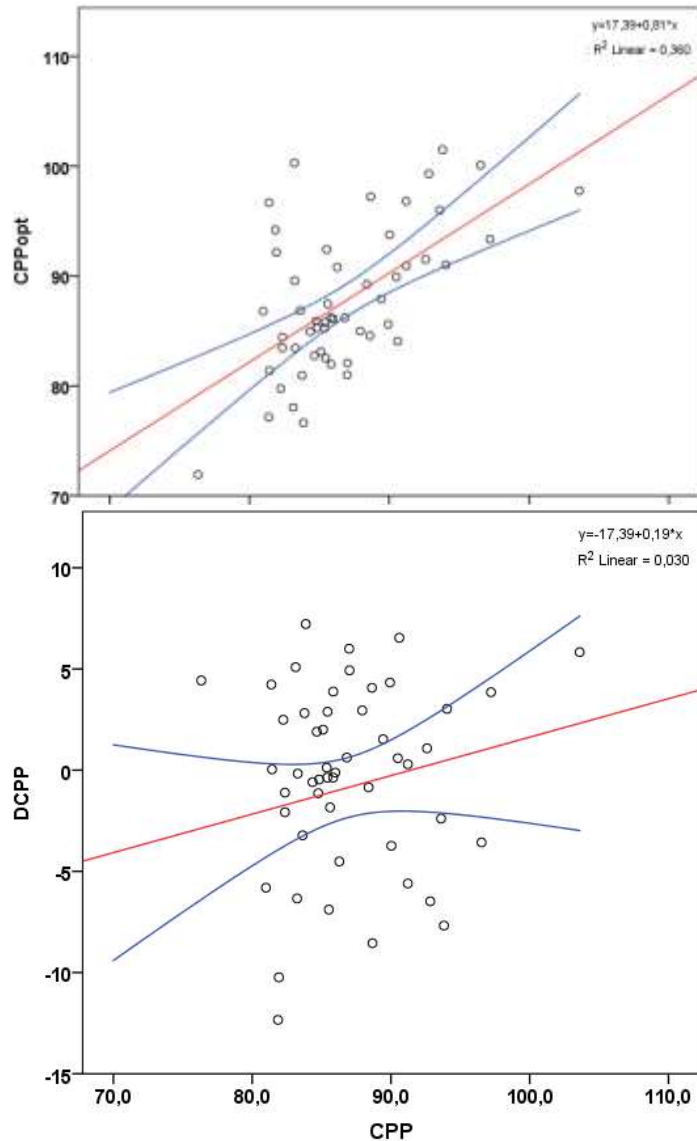 y=17,39+0,81*x
R2 Linear = 0,360
110
100
90
80
70
CPPopt
y=-17,39+0,19*x
R2 Linear = 0,030
10
5
0
-5
-10
-15
DCPP
70,0 80,0 90,0 100,0 110,0
CPP